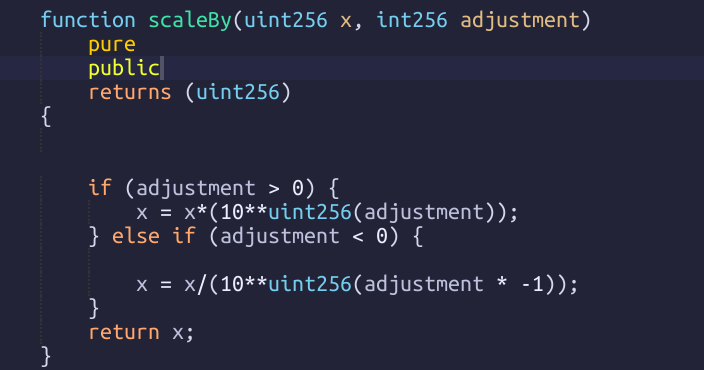 function scaleBy(uint256 x, int256 adjustment)
pure
public
returns (uint256)
{
if (adjustment > 0) {
x = x*(10**uint256(adjustment));
} else if (adjustment < 0) {
x = x/(10**uint256(adjustment * -1));
}
return x;
}